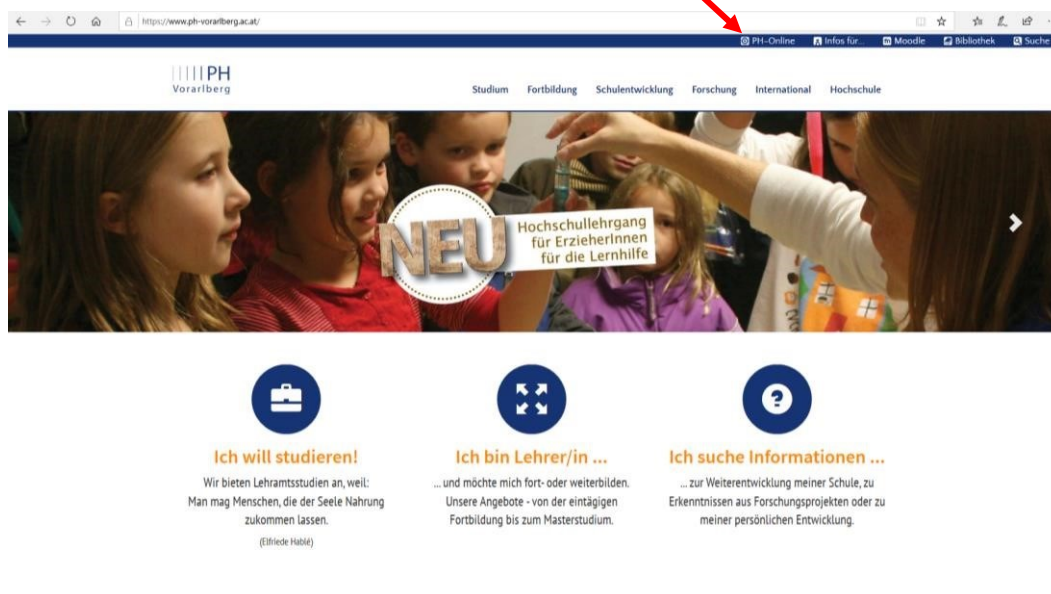 https://www.ph-vorarlberg.ac.at/
PH-Online Infos für... Moodle Bibliothek Suche
PH
Vorarlberg
Studium Fortbildung Schulentwicklung Forschung International Hochschule
NEU
Hochschullehrgang
für ErzieherInnen
für die Lernhilfe
Ich will studieren!
Wir bieten Lehramtsstudien an, weil:
Man mag Menschen, die der Seele Nahrung
zukommen lassen.
(Elfriede Hablé)
Ich bin Lehrer/in ...
... und möchte mich fort- oder weiterbilden.
Unsere Angebote - von der eintägigen
Fortbildung bis zum Masterstudium.
Ich suche Informationen ...
... zur Weiterentwicklung meiner Schule, zu
Erkenntnissen aus Forschungsprojekten oder zu
meiner persönlichen Entwicklung.